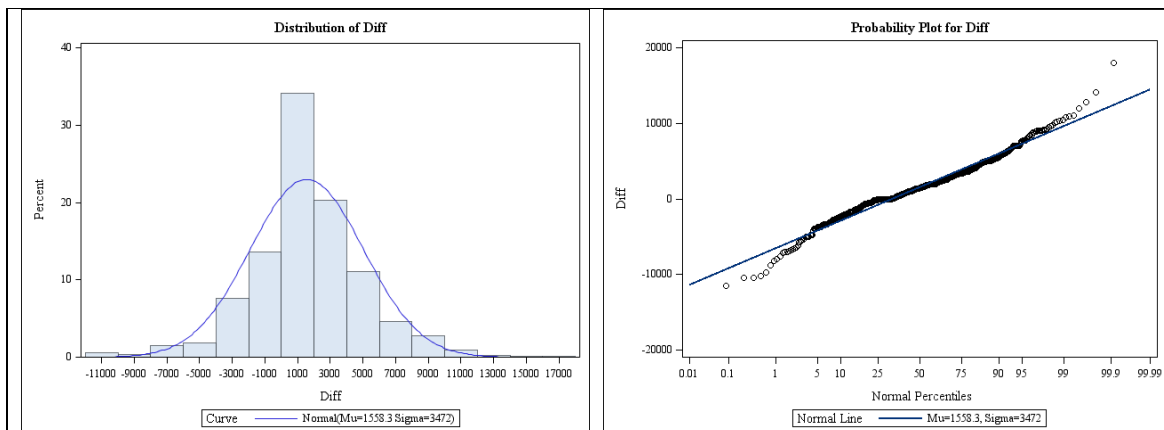 Distribution of Diff
40
30
20
10
0
Percent
-11000 -9000 -7000 -5000 -3000 -1000 1000 3000 5000 7000 9000 11000 13000 15000 17000
Diff
Curve Normal(Mu=1558.3 Sigma=3472)
Probability Plot for Diff
20000
10000
0
-10000
-20000
Diff
0.01 0.1 1 5 10 25 50 75 90 95 99 99.9 99.99
Normal Percentiles
Normal Line Mu=1558.3, Sigma=3472